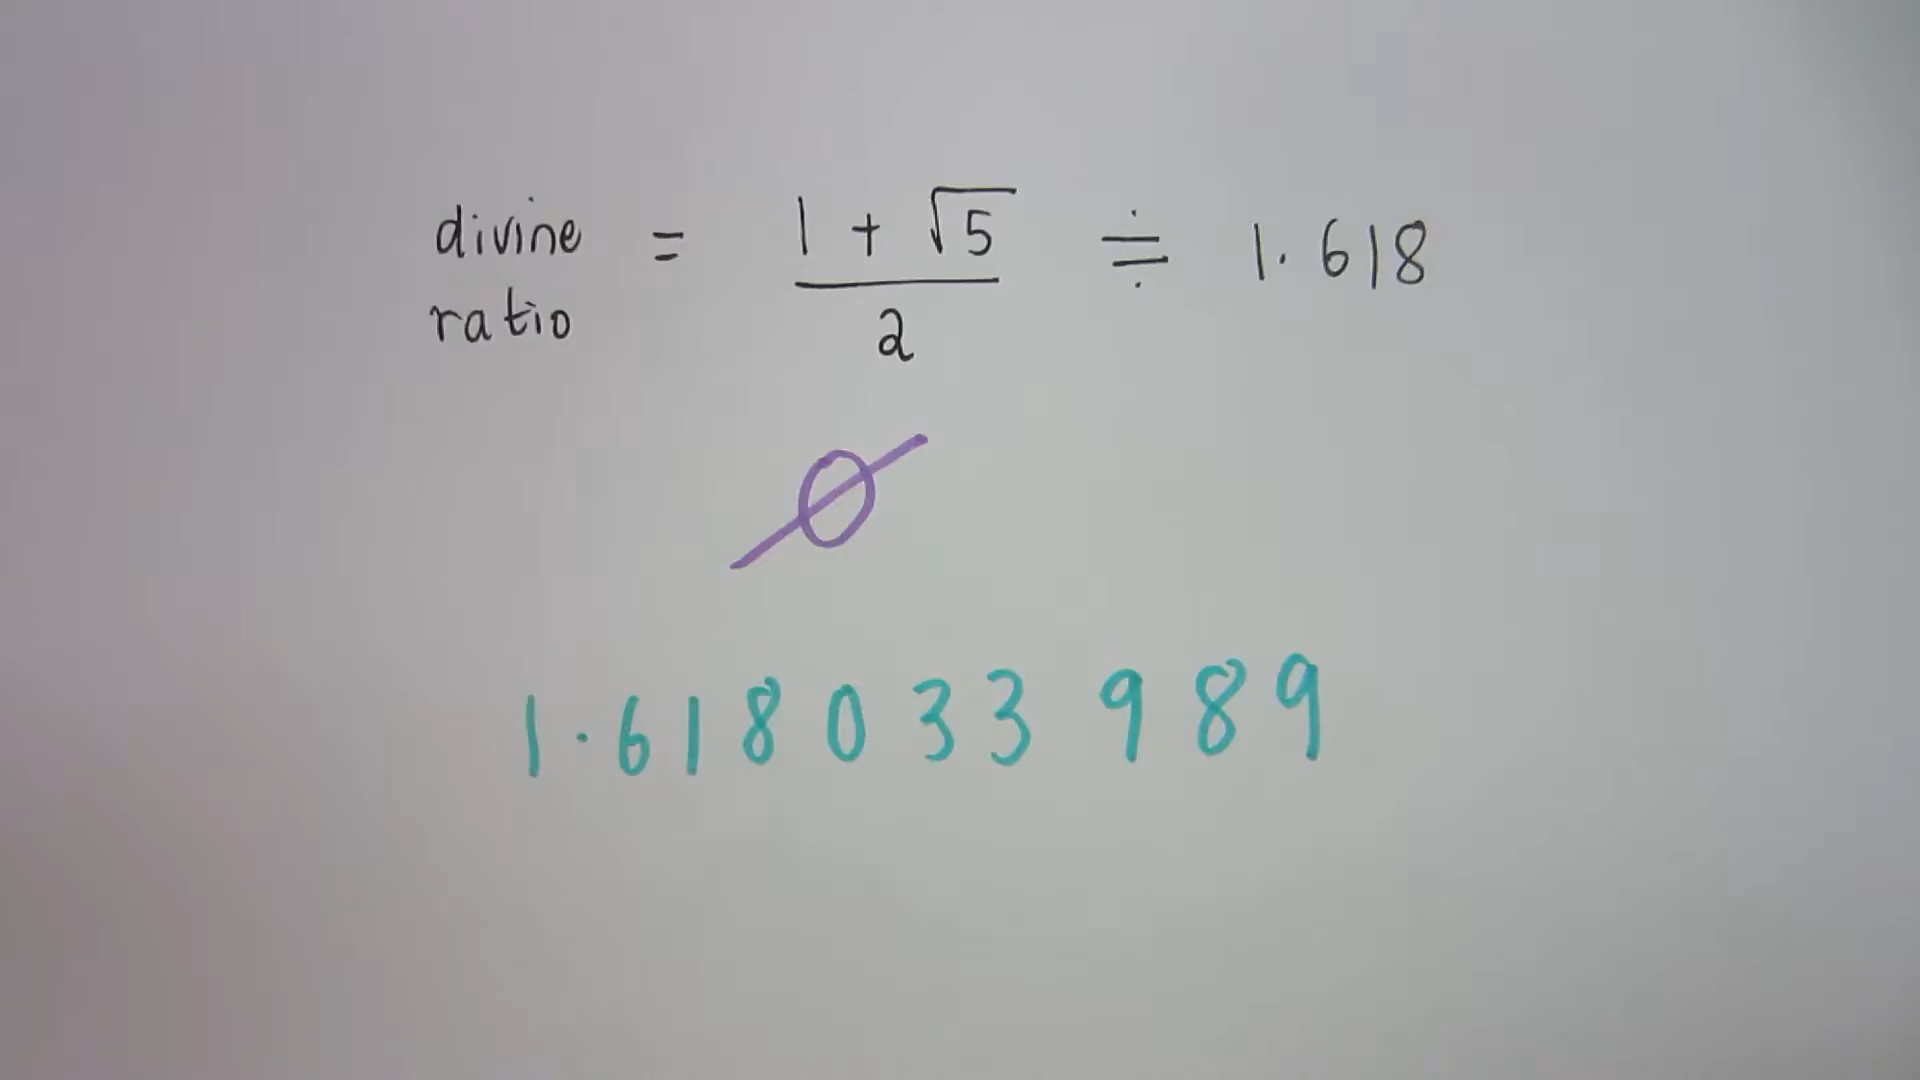 divine ratio = (1 + √5) / 2 ≒ 1.618
∅
1.618033989